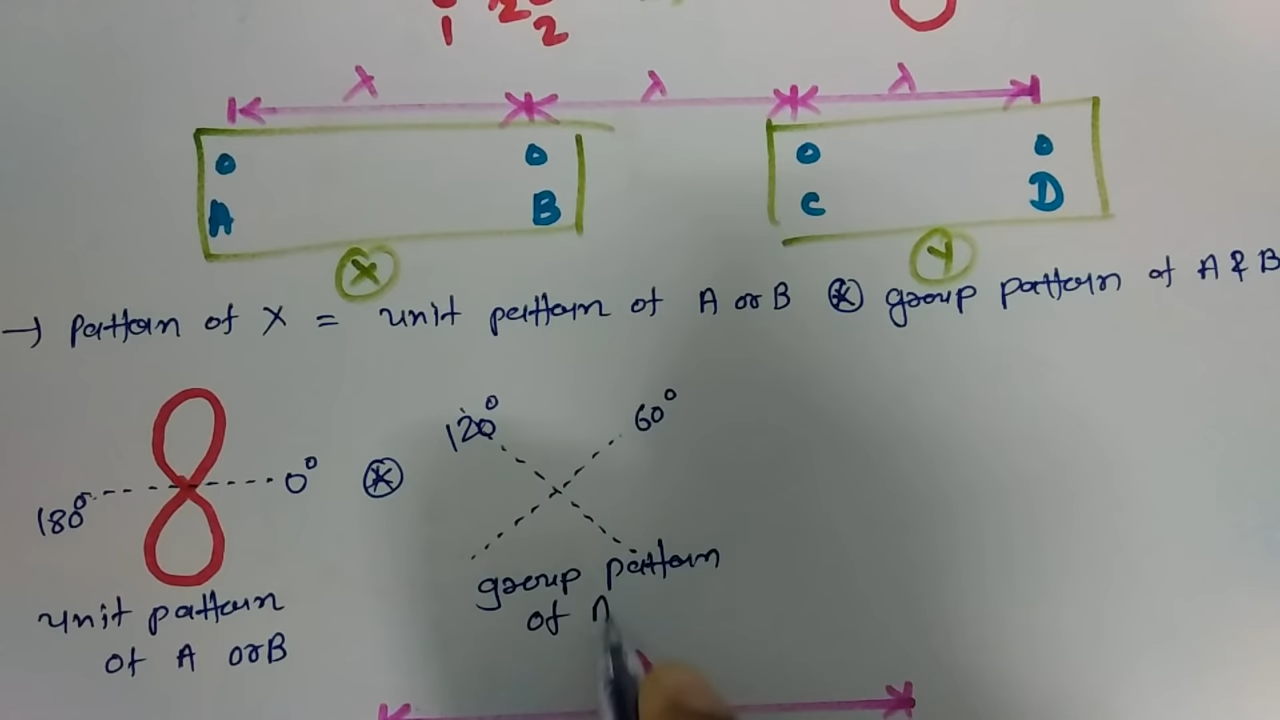 1 2 2
λ λ λ
A B C D
X Y
→ Pattern of X = unit pattern of A or B ⊛ group pattern of A & B
120° 60°
180° 0° ⊛
group pattern
of A
unit pattern
of A or B